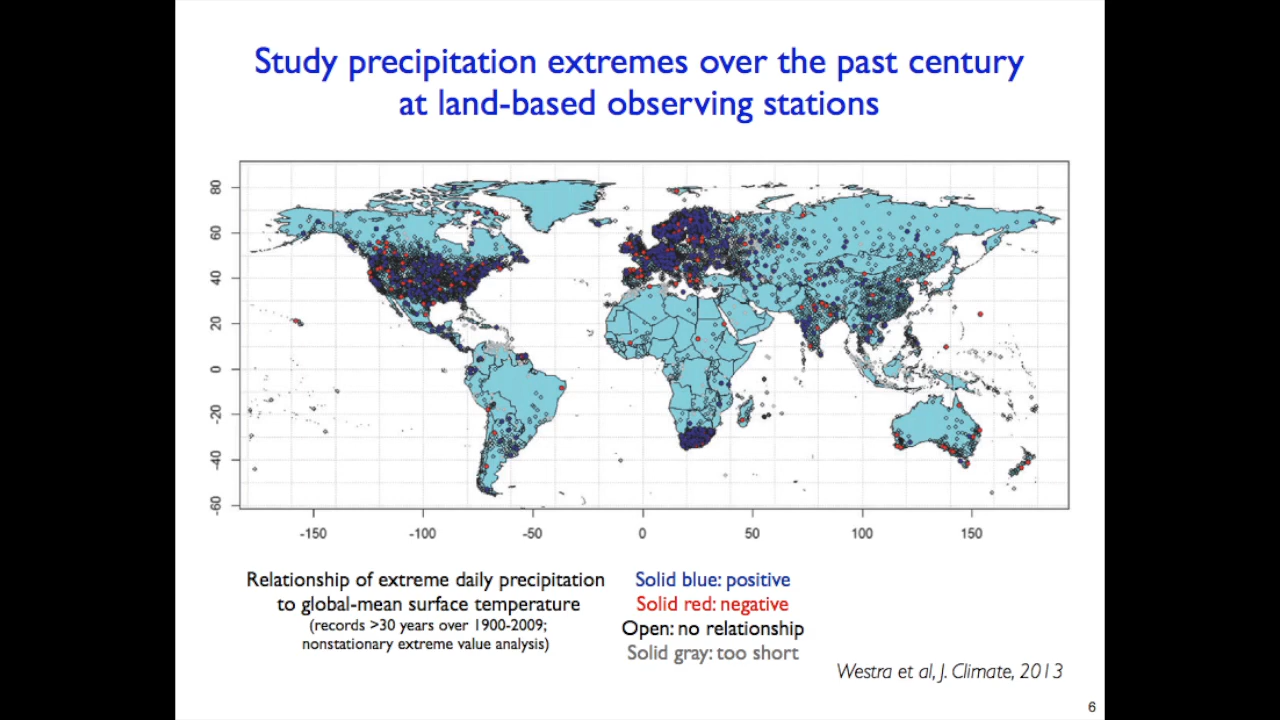 Study precipitation extremes over the past century
at land-based observing stations
80
60
40
20
0
-20
-40
-60
-150
-100
-50
0
50
100
150
Relationship of extreme daily precipitation
to global-mean surface temperature
(records >30 years over 1900-2009;
nonstationary extreme value analysis)
Solid blue: positive
Solid red: negative
Open: no relationship
Solid gray: too short
Westra et al, J. Climate, 2013
6